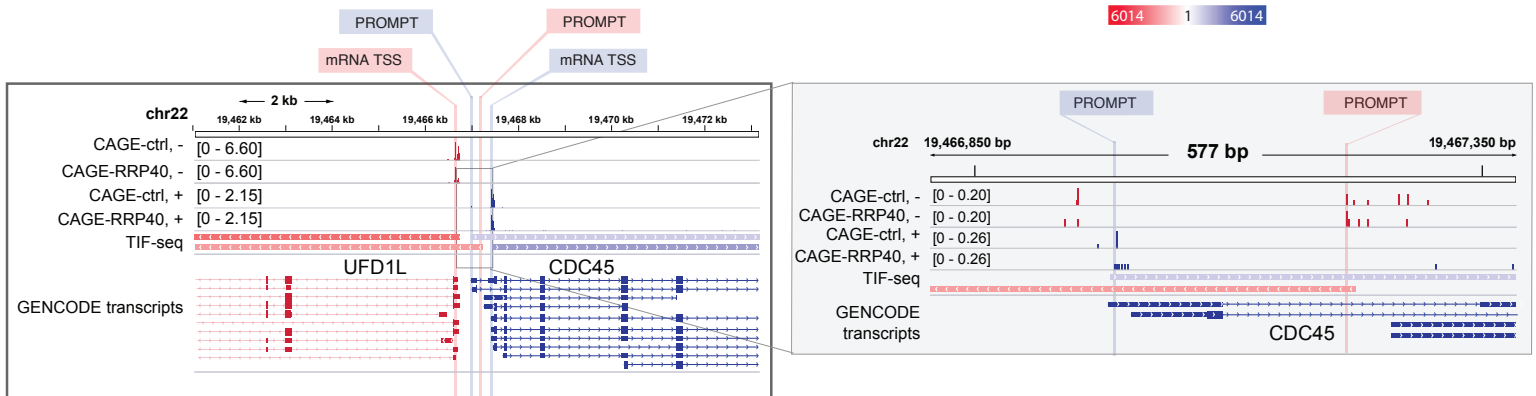 PROMPT
PROMPT
mRNA TSS
mRNA TSS
6014
1
6014
2 kb
chr22
19,462 kb
19,464 kb
19,466 kb
19,468 kb
19,470 kb
19,472 kb
CAGE-ctrl, - [0 - 6.60]
CAGE-RRP40, - [0 - 6.60]
CAGE-ctrl, + [0 - 2.15]
CAGE-RRP40, + [0 - 2.15]
TIF-seq
UFD1L
CDC45
GENCODE transcripts
PROMPT
PROMPT
chr22
19,466,850 bp
577 bp
19,467,350 bp
CAGE-ctrl, - [0 - 0.20]
CAGE-RRP40, - [0 - 0.20]
CAGE-ctrl, + [0 - 0.26]
CAGE-RRP40, + [0 - 0.26]
TIF-seq
GENCODE
transcripts
CDC45